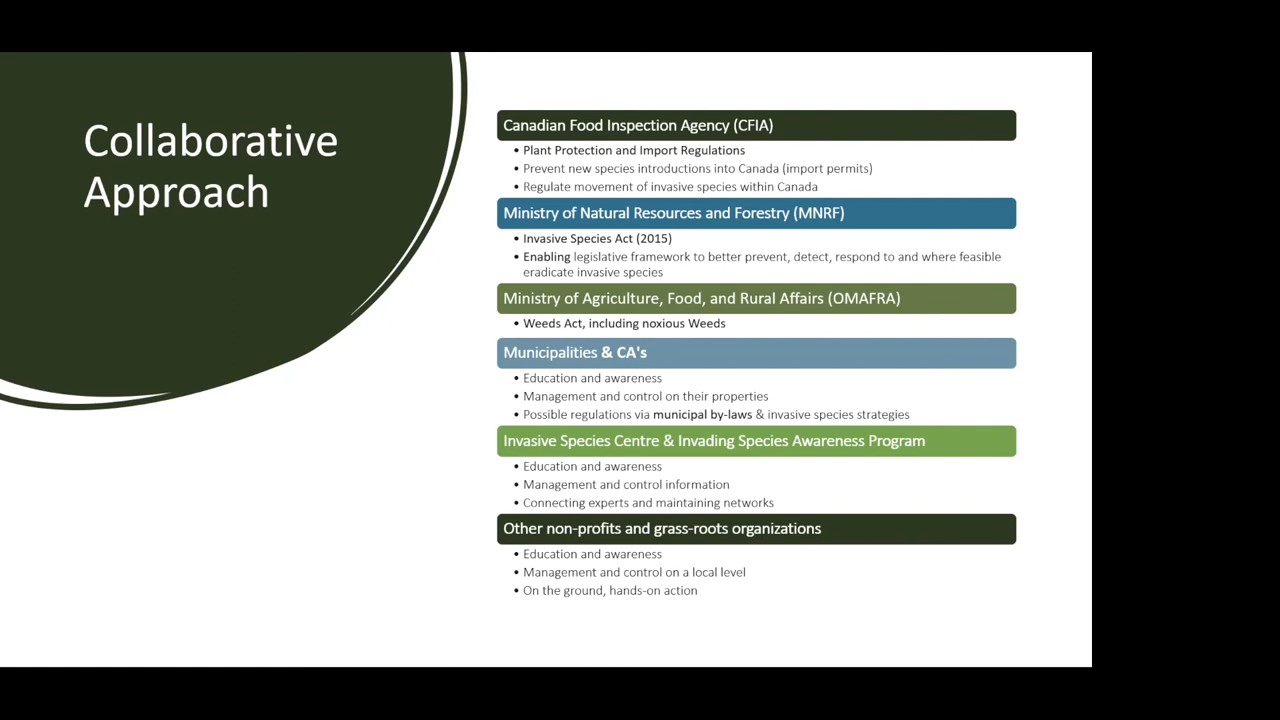 Collaborative
Approach
Canadian Food Inspection Agency (CFIA)
• Plant Protection and Import Regulations
• Prevent new species introductions into Canada (import permits)
• Regulate movement of invasive species within Canada
Ministry of Natural Resources and Forestry (MNRF)
• Invasive Species Act (2015)
• Enabling legislative framework to better prevent, detect, respond to and where feasible
eradicate invasive species
Ministry of Agriculture, Food, and Rural Affairs (OMAFRA)
• Weeds Act, including noxious Weeds
Municipalities & CA's
• Education and awareness
• Management and control on their properties
• Possible regulations via municipal by-laws & invasive species strategies
Invasive Species Centre & Invading Species Awareness Program
• Education and awareness
• Management and control information
• Connecting experts and maintaining networks
Other non-profits and grass-roots organizations
• Education and awareness
• Management and control on a local level
• On the ground, hands-on action